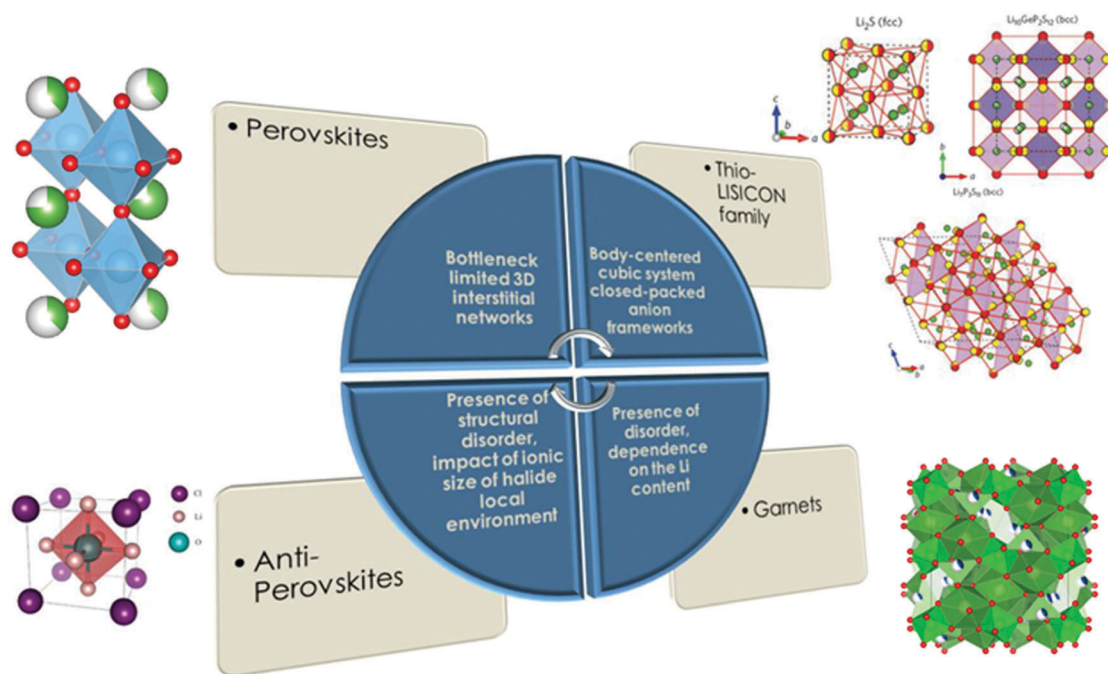 • Perovskites
Bottleneck
limited 3D
interstitial
networks
Li₂S (fcc)
Li₁₀GeP₂S₁₂ (bcc)
c
b
a
b
a
• Thio-
LISICON
family
Li₇P₃S₁₁ (bcc)
Body-centered
cubic system
closed-packed
anion
frameworks
c
a
b
Cl
Li
O
• Anti-
Perovskites
Presence of
structural
disorder,
impact of ionic
size of halide
local
environment
Presence of
disorder,
dependence
on the Li
content
• Garnets